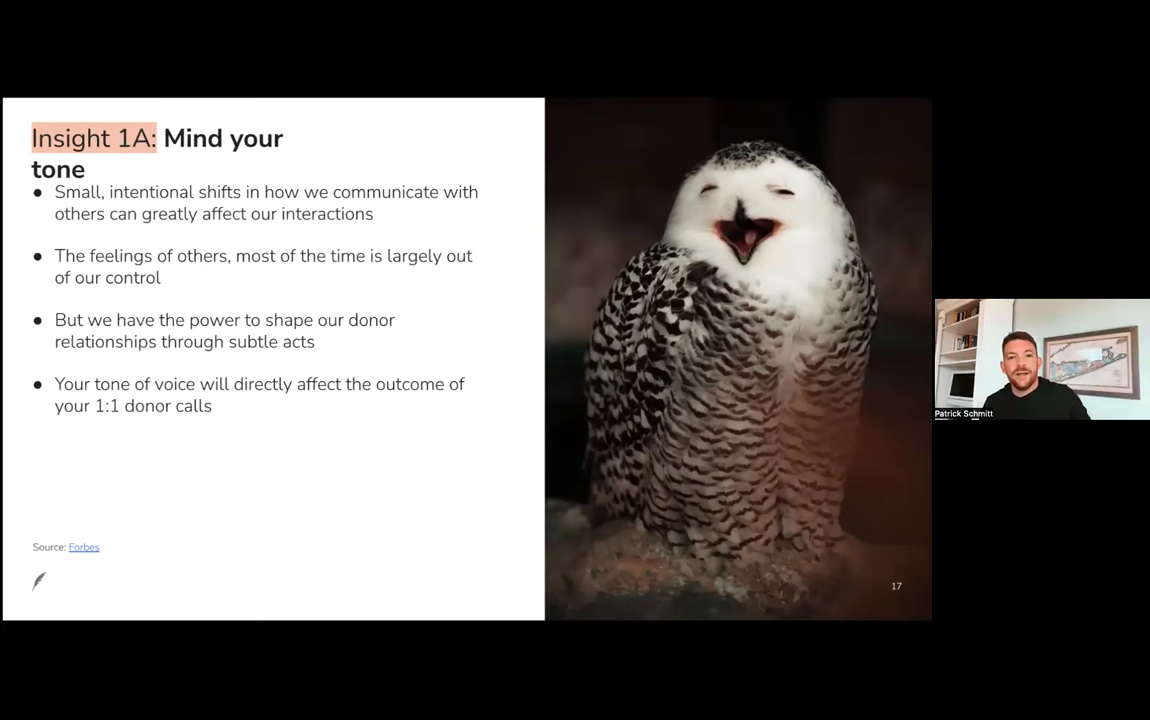 Insight 1A: Mind your
tone
● Small, intentional shifts in how we communicate with
others can greatly affect our interactions
● The feelings of others, most of the time is largely out
of our control
● But we have the power to shape our donor
relationships through subtle acts
● Your tone of voice will directly affect the outcome of
your 1:1 donor calls
Source: Forbes
17
Patrick Schmitt